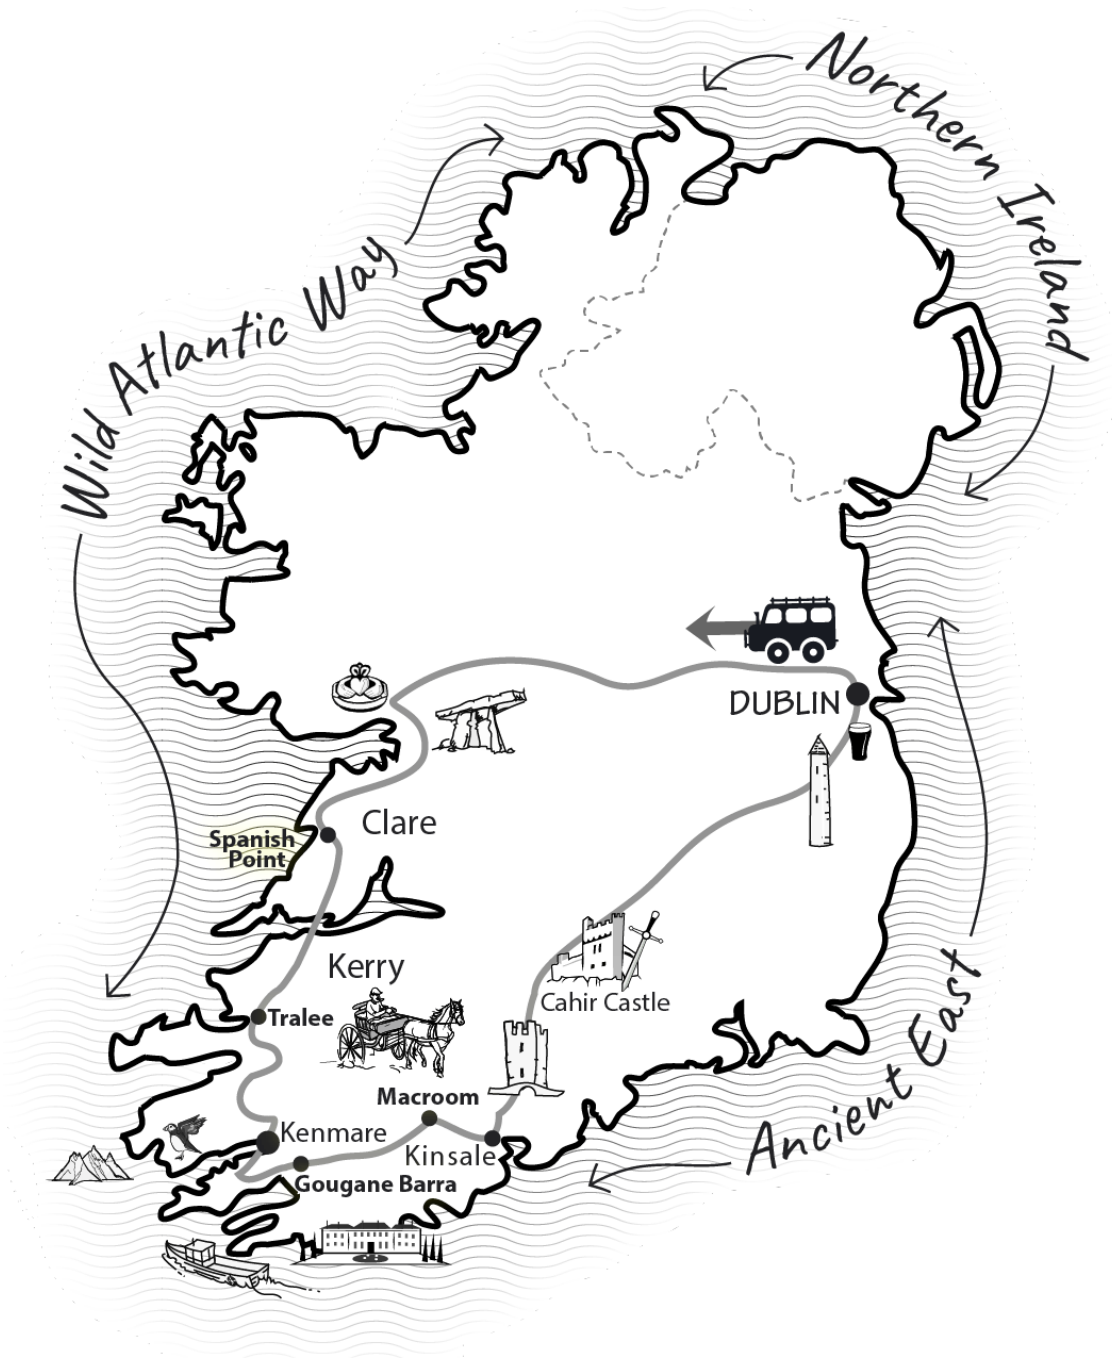 Northern Ireland
Wild Atlantic Way
DUBLIN
Clare
Spanish
Point
Kerry
Cahir Castle
Tralee
Macroom
Kenmare
Kinsale
Gougane Barra
Ancient East